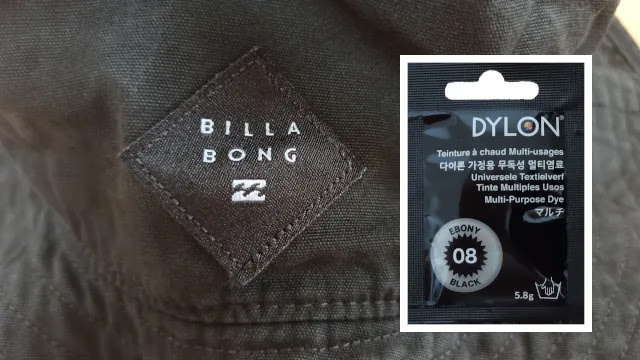 BILLA
BONG
DYLON®
Teinture à chaud Multi-usages
다이론 가정용 무독성 멀티염료
Universele Textielverf
Tinte Multiples Usos
Multi-Purpose Dye
マルチ
EBONY
08
BLACK
5.8g